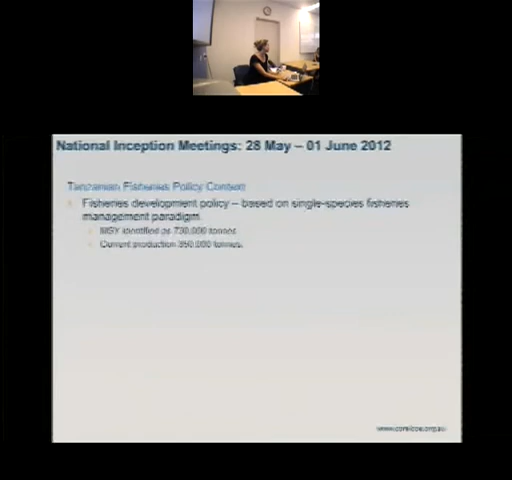 National Inception Meetings: 28 May – 01 June 2012
Tanzanian Fisheries Policy Context
Fisheries development policy – based on single-species fisheries
management paradigm
MSY identified as 730,000 tonnes
Current production 350,000 tonnes.
www.coralcoe.org.au